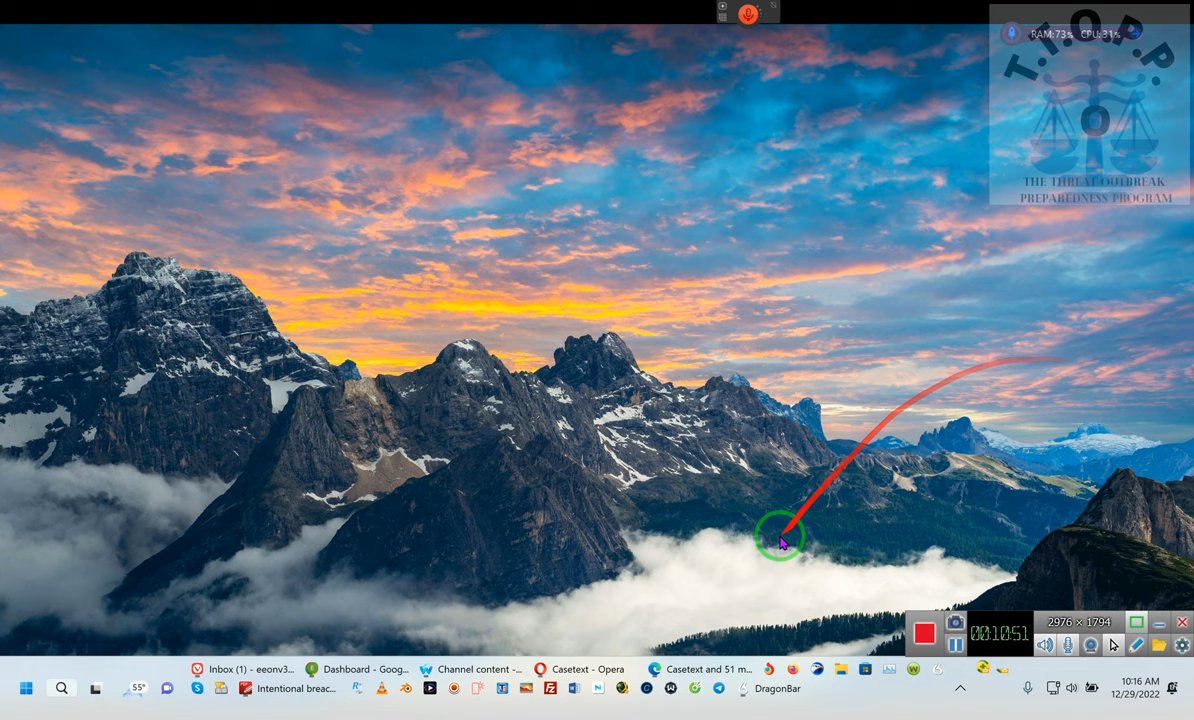 T.T.O.P.P.
RAM:73% CPU:31%
O
THE THREAT OUTBREAK
PREPAREDNESS PROGRAM
00:10:51
2976 × 1794
Inbox (1) - eeonv3...
Dashboard - Goog...
Channel content -...
Casetext - Opera
Casetext and 51 m...
55°
Intentional breac...
DragonBar
10:16 AM
12/29/2022